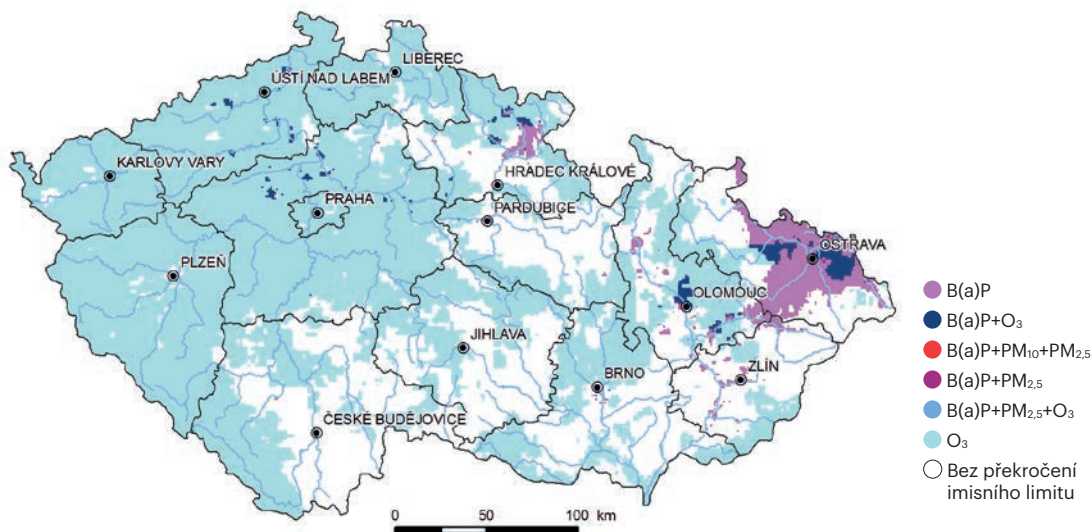 LIBEREC
ÚSTÍ NAD LABEM
KARLOVY VARY
HRADEC KRÁLOVÉ
PRAHA
PARDUBICE
PLZEŇ
OSTRAVA
OLOMOUC
JIHLAVA
BRNO
ZLÍN
ČESKÉ BUDĚJOVICE
B(a)P
B(a)P+O₃
B(a)P+PM₁₀+PM₂,₅
B(a)P+PM₂,₅
B(a)P+PM₂,₅+O₃
O₃
Bez překročení
imisního limitu
0 50 100 km